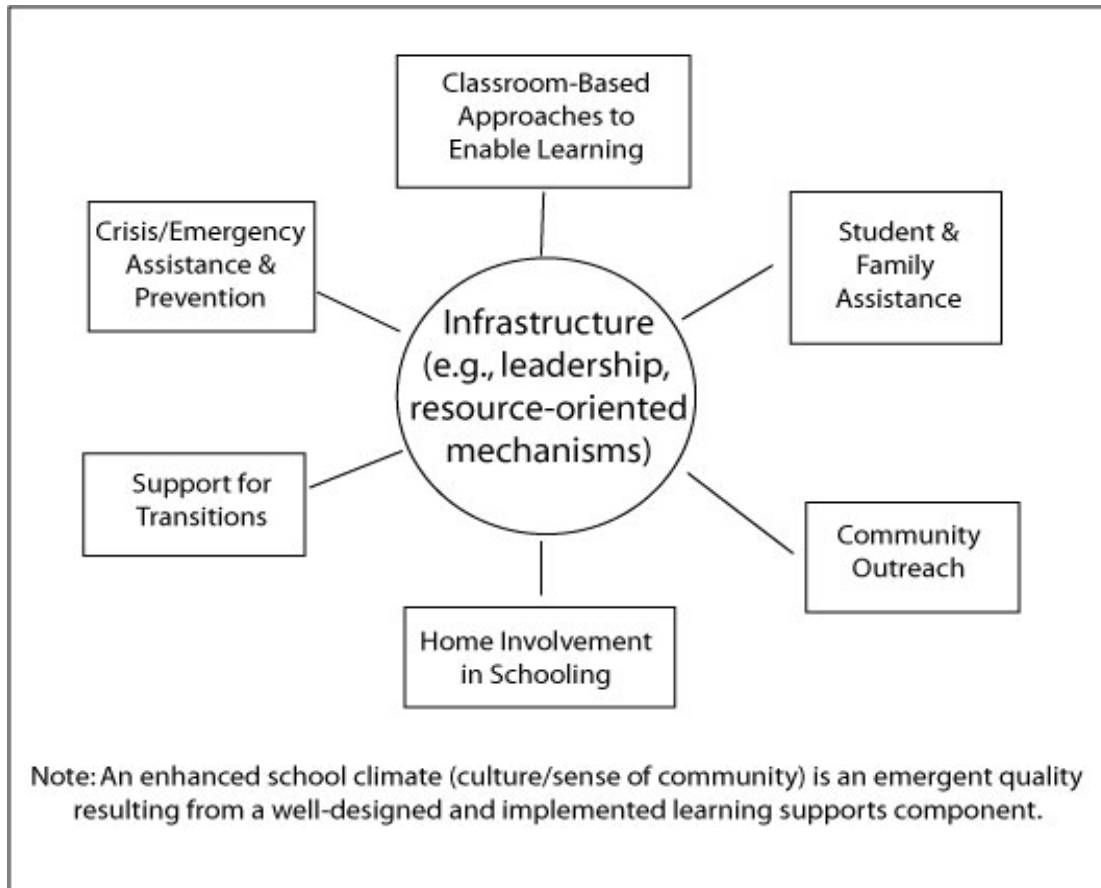 Classroom-Based
Approaches to
Enable Learning
Crisis/Emergency
Assistance &
Prevention
Student &
Family
Assistance
Infrastructure
(e.g., leadership,
resource-oriented
mechanisms)
Support for
Transitions
Community
Outreach
Home Involvement
in Schooling
Note: An enhanced school climate (culture/sense of community) is an emergent quality
resulting from a well-designed and implemented learning supports component.